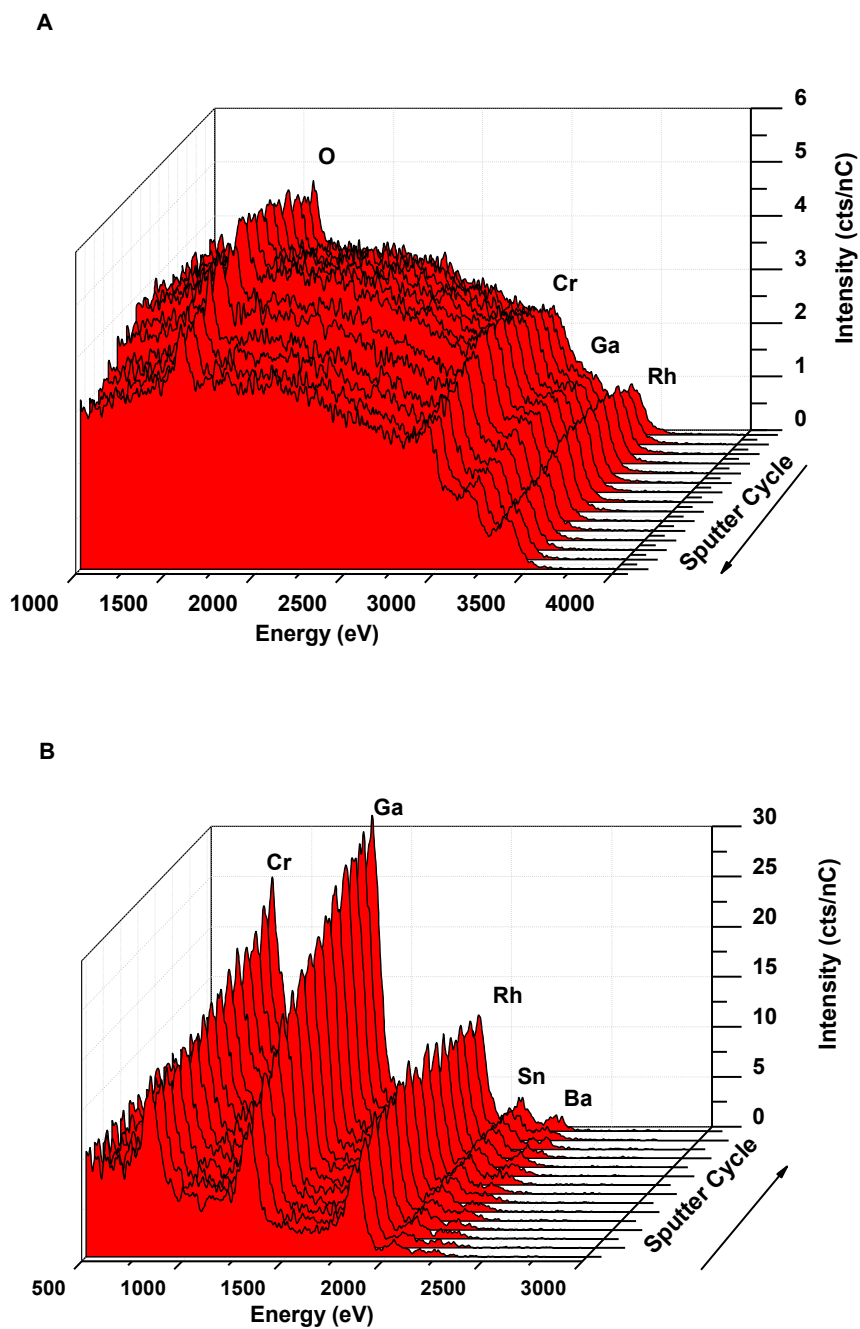 A
O
Cr
Ga
Rh
6
5
4
3
2
1
0
Intensity (cts/nC)
Sputter Cycle
1000 1500 2000 2500 3000 3500 4000
Energy (eV)
B
Ga
Cr
Rh
Sn
Ba
30
25
20
15
10
5
0
Intensity (cts/nC)
Sputter Cycle
500 1000 1500 2000 2500 3000
Energy (eV)